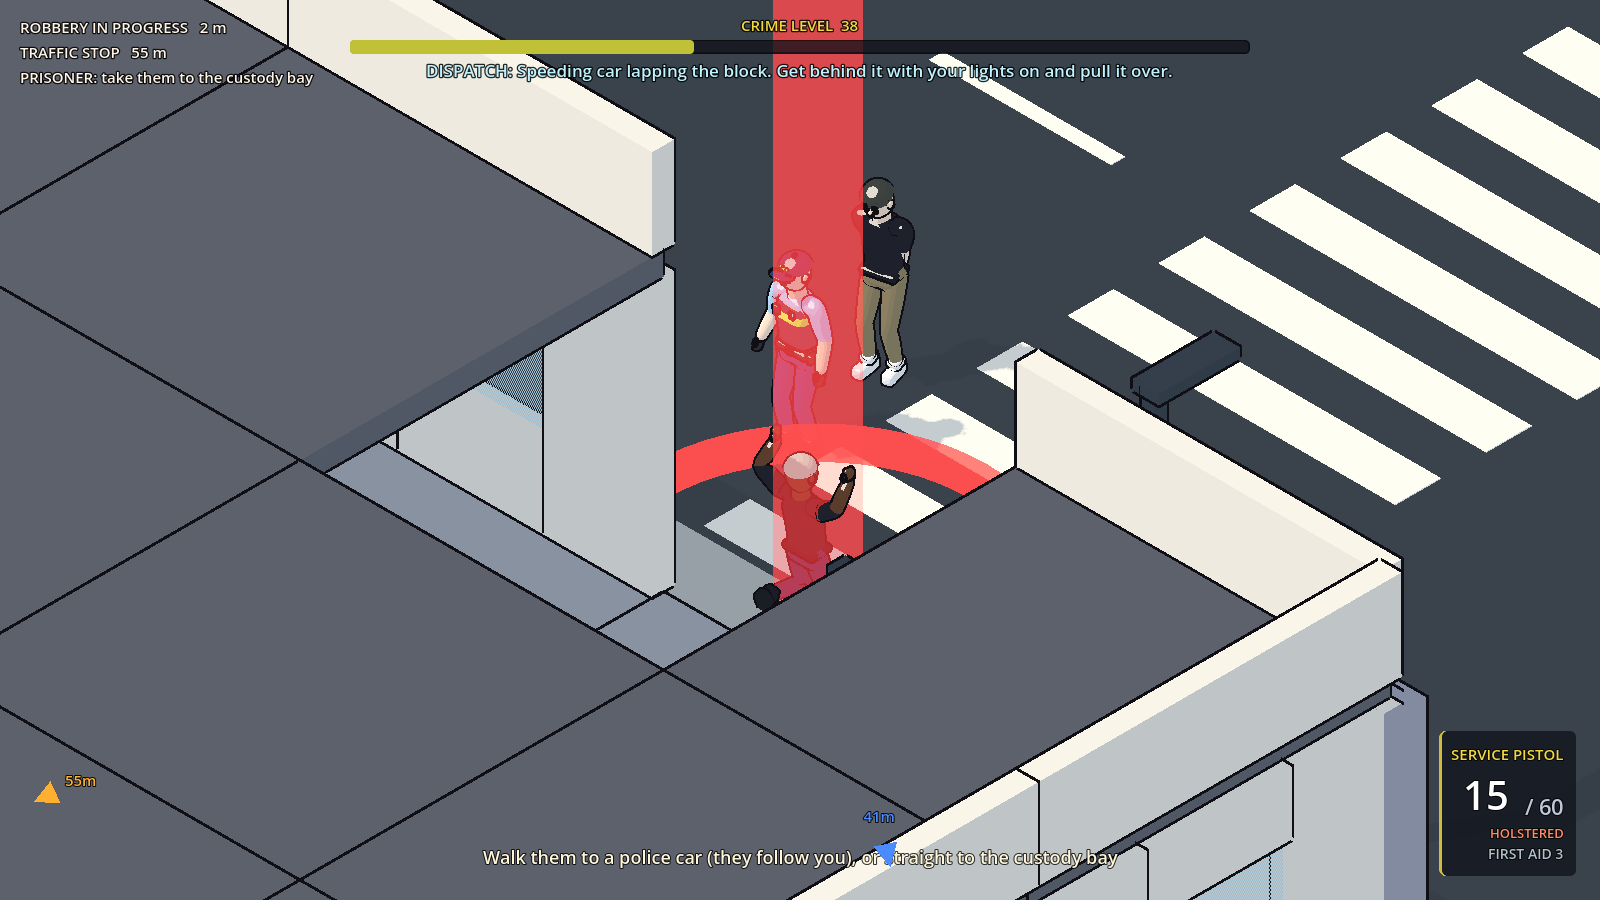 ROBBERY IN PROGRESS 2 m
TRAFFIC STOP 55 m
PRISONER: take them to the custody bay
CRIME LEVEL 38
DISPATCH: Speeding car lapping the block. Get behind it with your lights on and pull it over.
55m
41m
Walk them to a police car (they follow you), or straight to the custody bay
SERVICE PISTOL
15 / 60
HOLSTERED
FIRST AID 3